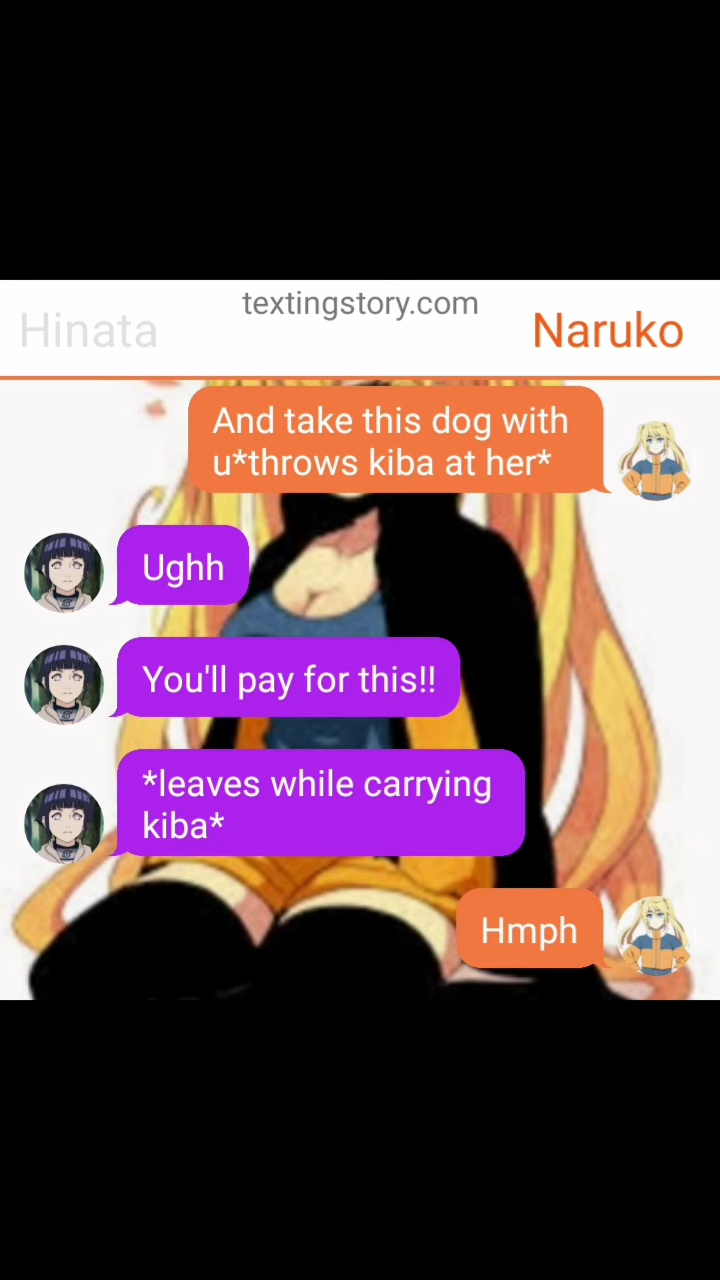 textingstory.com
Hinata
Naruko
And take this dog with
u*throws kiba at her*
Ughh
You'll pay for this!!
*leaves while carrying
kiba*
Hmph